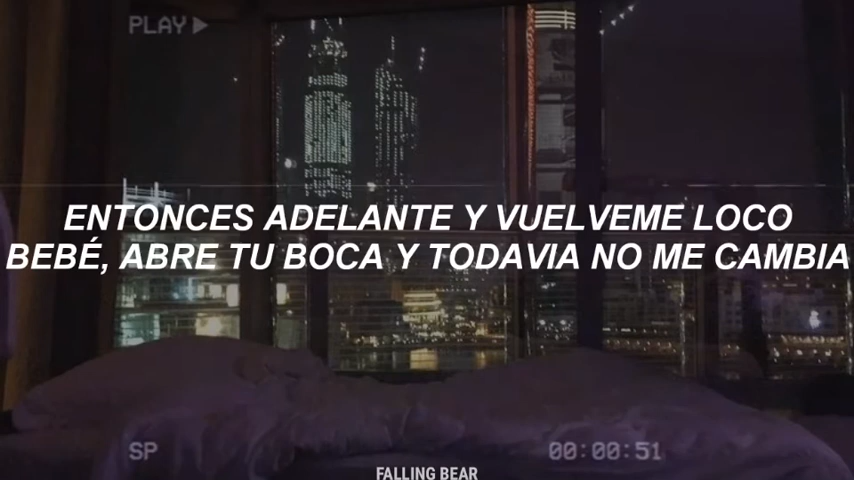 PLAY
ENTONCES ADELANTE Y VUELVEME LOCO
BEBÉ, ABRE TU BOCA Y TODAVIA NO ME CAMBIA
SP 00:00:51
FALLING BEAR